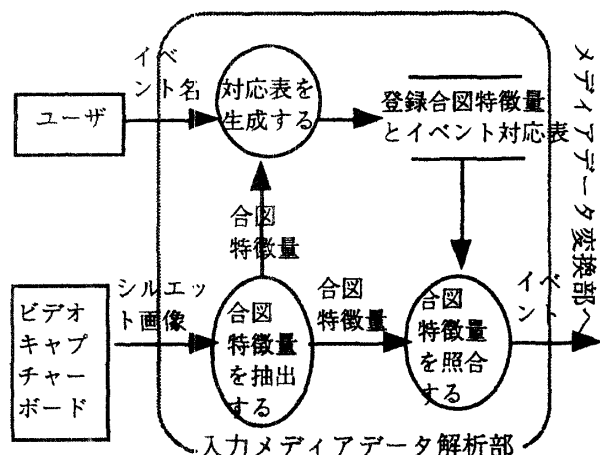 イベ
ント名
ユーザ
対応表を
生成する
登録合図特徴量
とイベント対応表
メディアデータ変換部へ
合図
特徴量
シルエッ
ト画像
ビデオ
キャプ
チャー
ボード
合図
特徴量
を抽出
する
合図
特徴量
合図
特徴量
を照合
する
イベ
ント
入力メディアデータ解析部